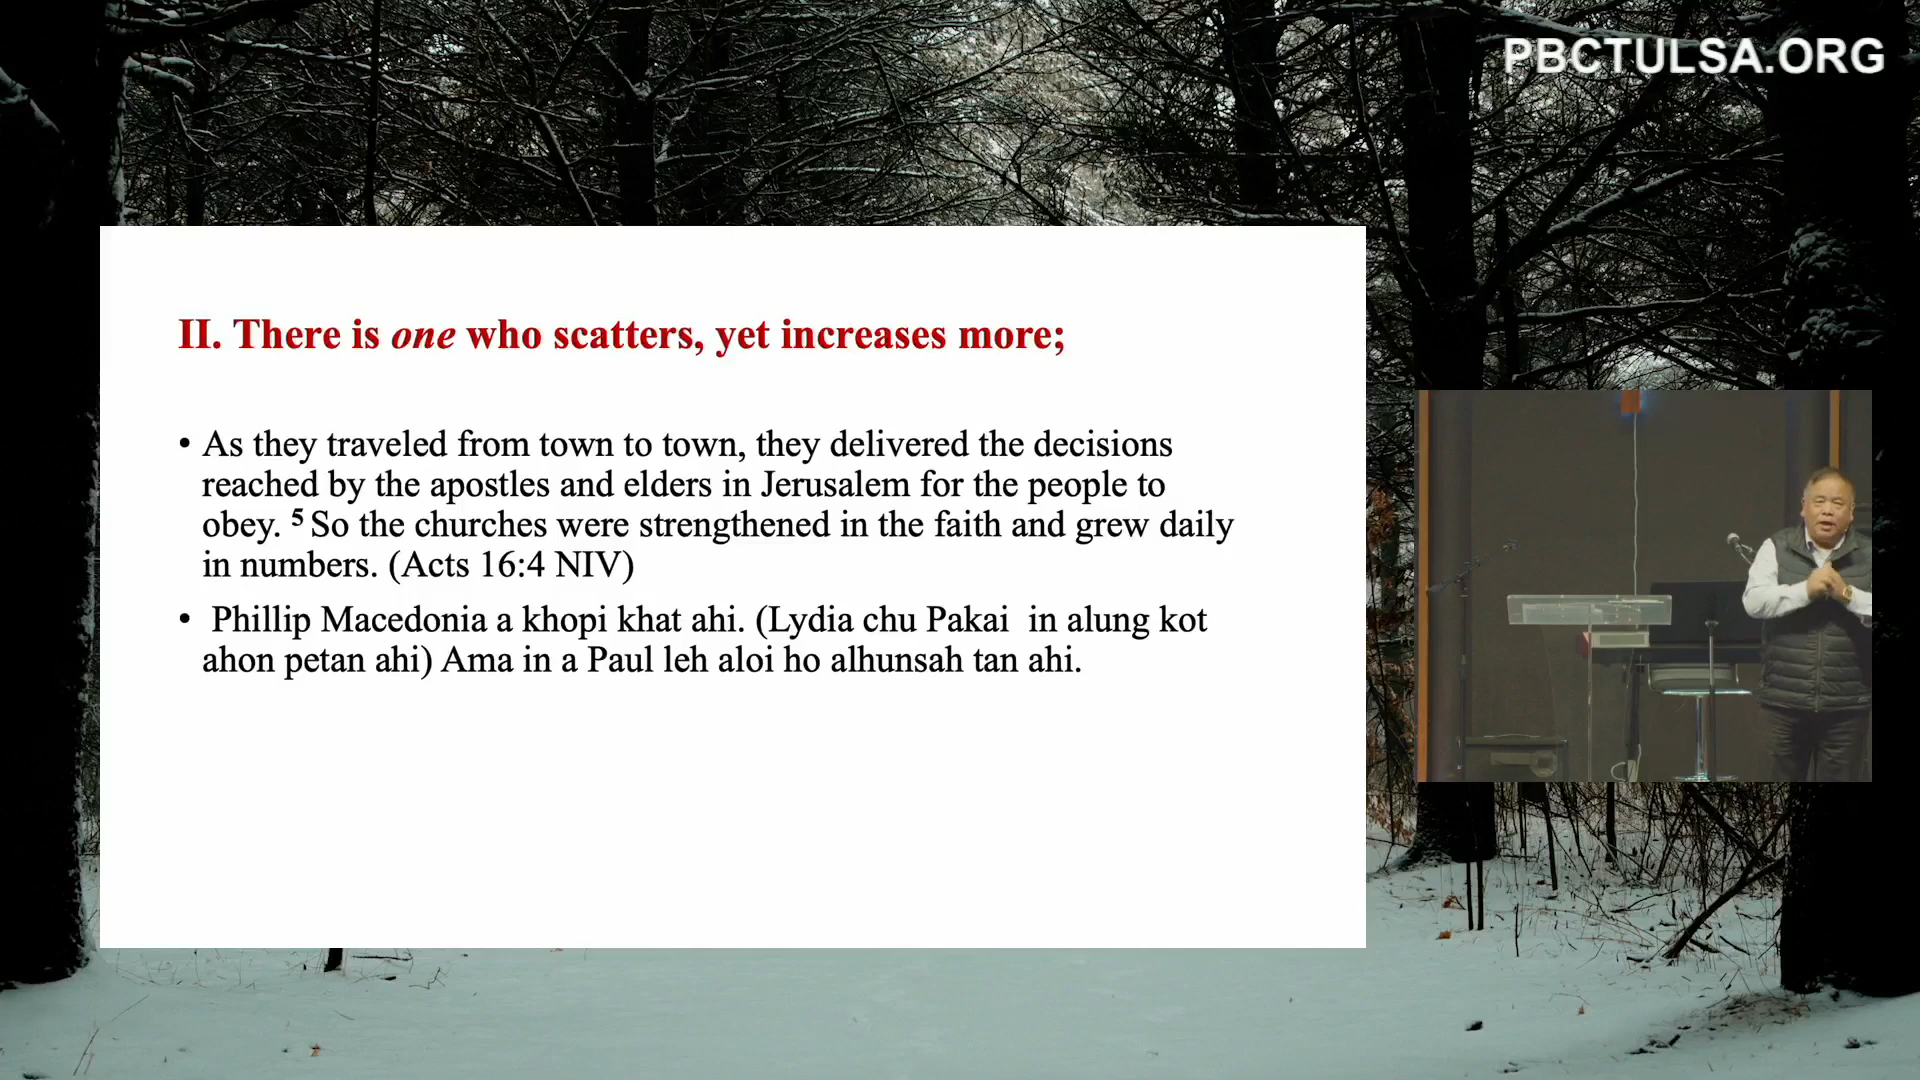 PBCTULSA.ORG
II. There is one who scatters, yet increases more;
• As they traveled from town to town, they delivered the decisions
reached by the apostles and elders in Jerusalem for the people to
obey. ⁵ So the churches were strengthened in the faith and grew daily
in numbers. (Acts 16:4 NIV)
• Phillip Macedonia a khopi khat ahi. (Lydia chu Pakai in alung kot
ahon petan ahi) Ama in a Paul leh aloi ho alhunsah tan ahi.